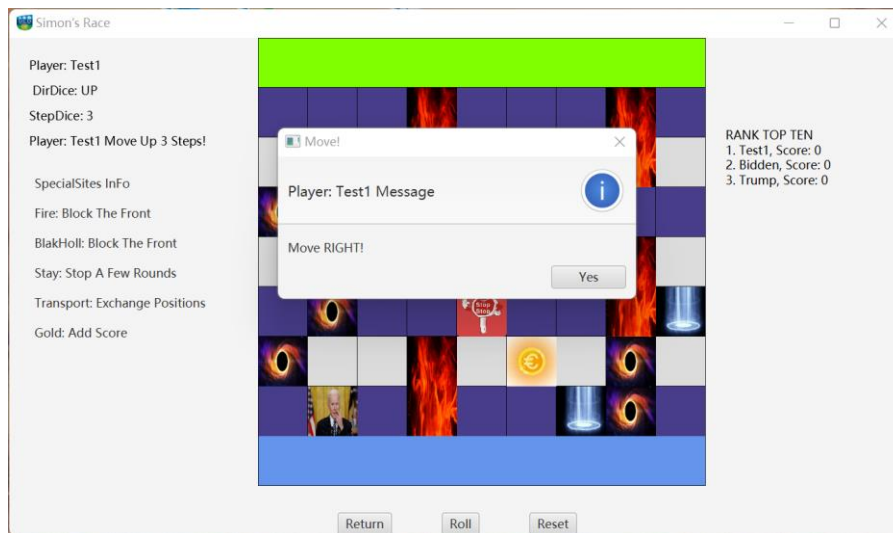 Simon's Race
Player: Test1
DirDice: UP
StepDice: 3
Player: Test1 Move Up 3 Steps!
SpecialSites InFo
Fire: Block The Front
BlakHoll: Block The Front
Stay: Stop A Few Rounds
Transport: Exchange Positions
Gold: Add Score
Move!
Player: Test1 Message
Move RIGHT!
Yes
Stop
Stop
RANK TOP TEN
1. Test1, Score: 0
2. Bidden, Score: 0
3. Trump, Score: 0
Return
Roll
Reset